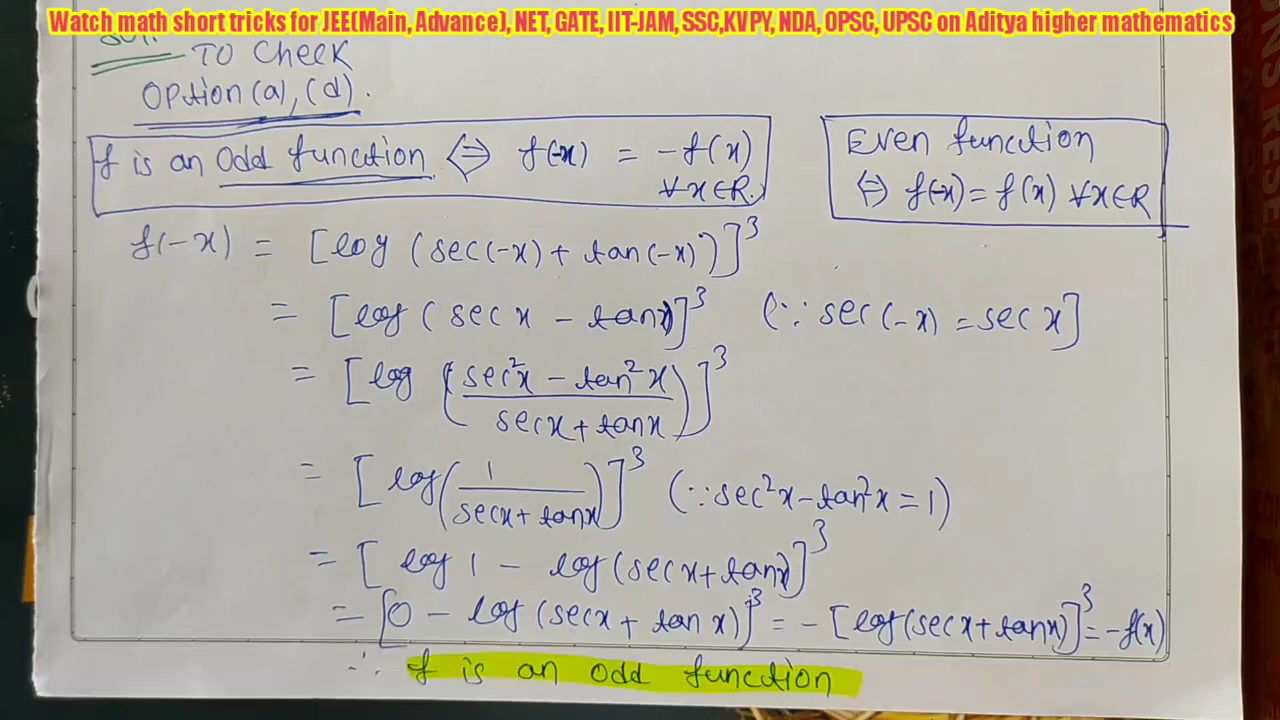 Watch math short tricks for JEE(Main, Advance), NET, GATE, IIT-JAM, SSC,KVPY, NDA, OPSC, UPSC on Aditya higher mathematics
Sol:
To Check
Option (a), (d).
f is an Odd function ⇔ f(-x) = -f(x)
∀x∈R.
Even function
⇔ f(-x) = f(x) ∀x∈R
f(-x) = [log (sec(-x) + tan(-x))]³
= [log (sec x - tan x)]³ (∵ sec(-x) = sec x]
= [log (sec²x - tan²x / sec x + tan x)]³
= [log(1 / sec x + tan x)]³ (∵ sec²x - tan²x = 1)
= [log 1 - log (sec x + tan x)]³
= [0 - log (sec x + tan x)]³ = - [log (sec x + tan x)]³ = -f(x)
∴ f is an odd function